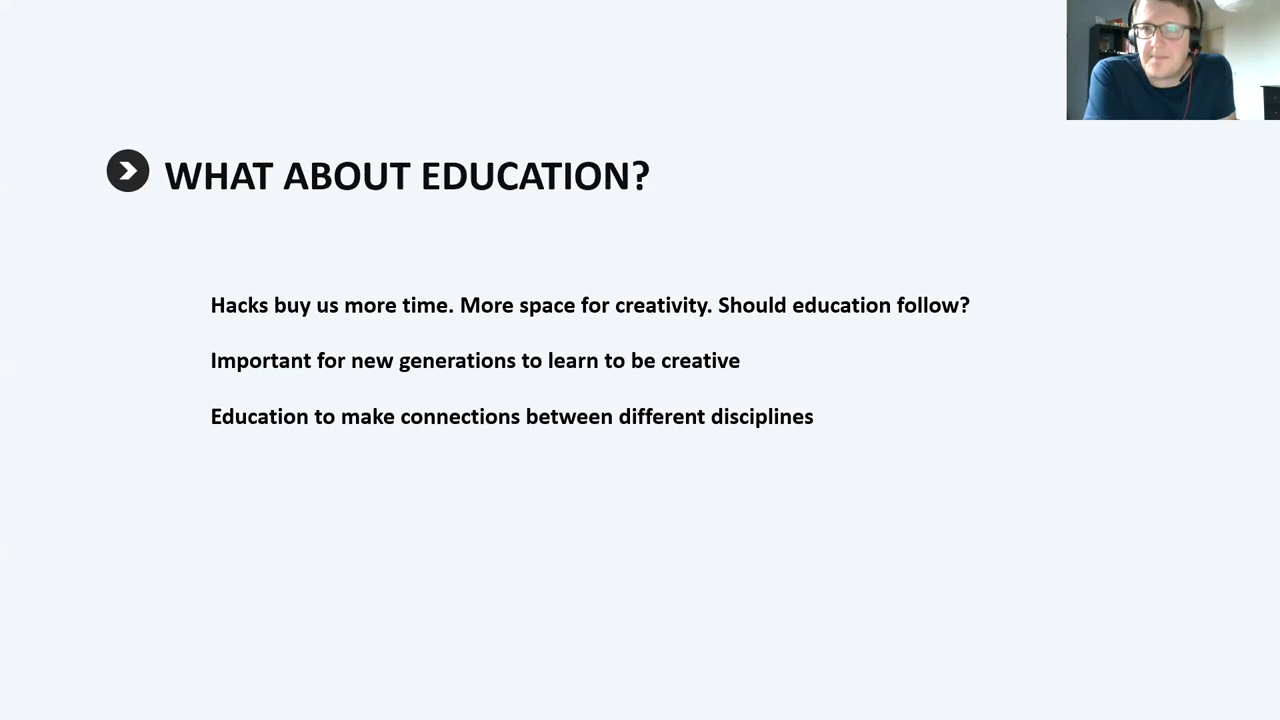 WHAT ABOUT EDUCATION?
Hacks buy us more time. More space for creativity. Should education follow?
Important for new generations to learn to be creative
Education to make connections between different disciplines